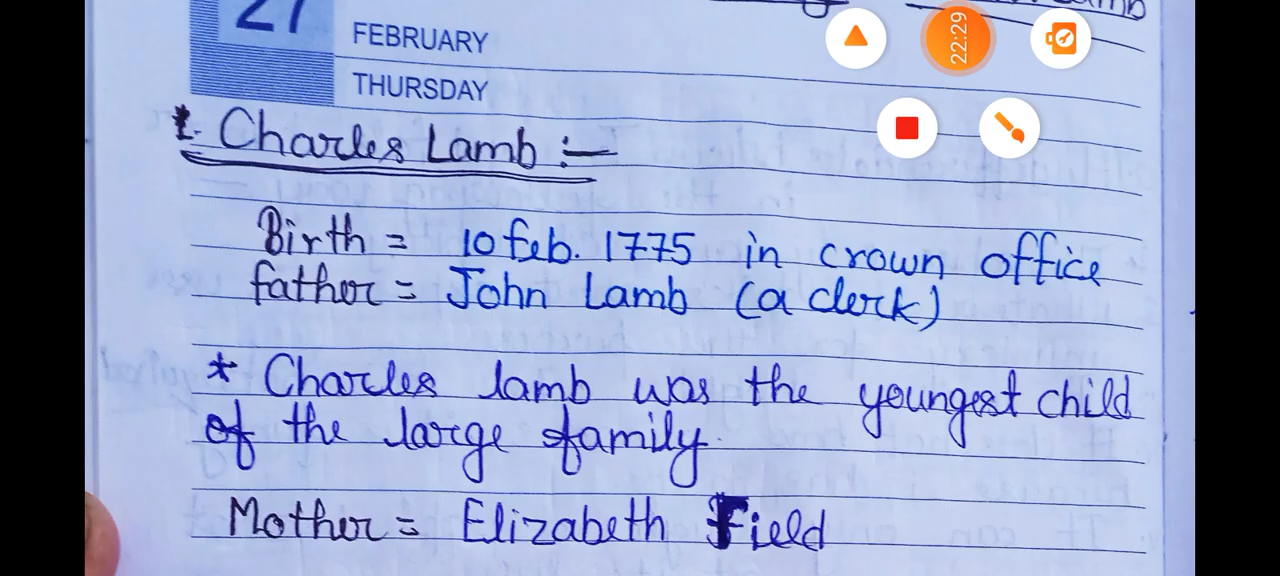 27
FEBRUARY
THURSDAY
22:29
1. Charles Lamb :-
Birth = 10 feb. 1775 in crown office
father = John Lamb (a clerk)
* Charles lamb was the youngest child
of the large family.
Mother = Elizabeth Field